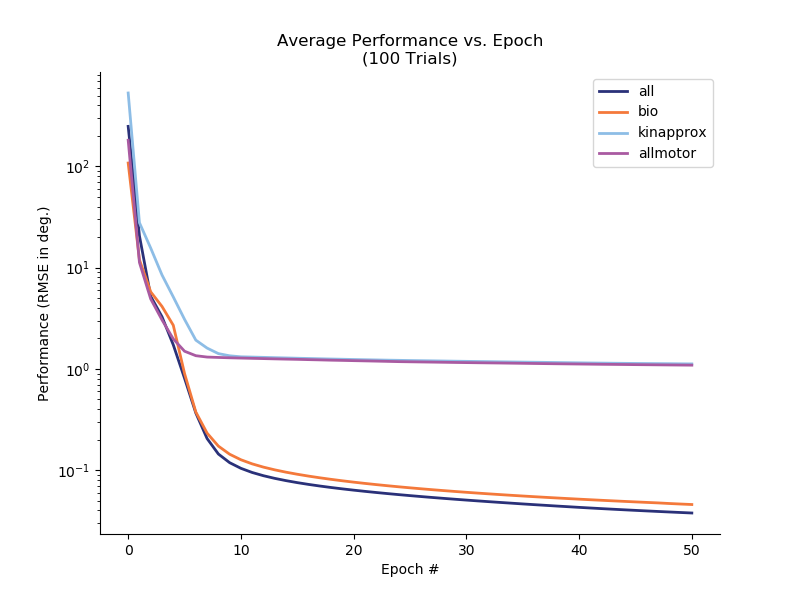 Average Performance vs. Epoch
(100 Trials)
all
bio
kinapprox
allmotor
Performance (RMSE in deg.)
10²
10¹
10⁰
10⁻¹
0 10 20 30 40 50
Epoch #